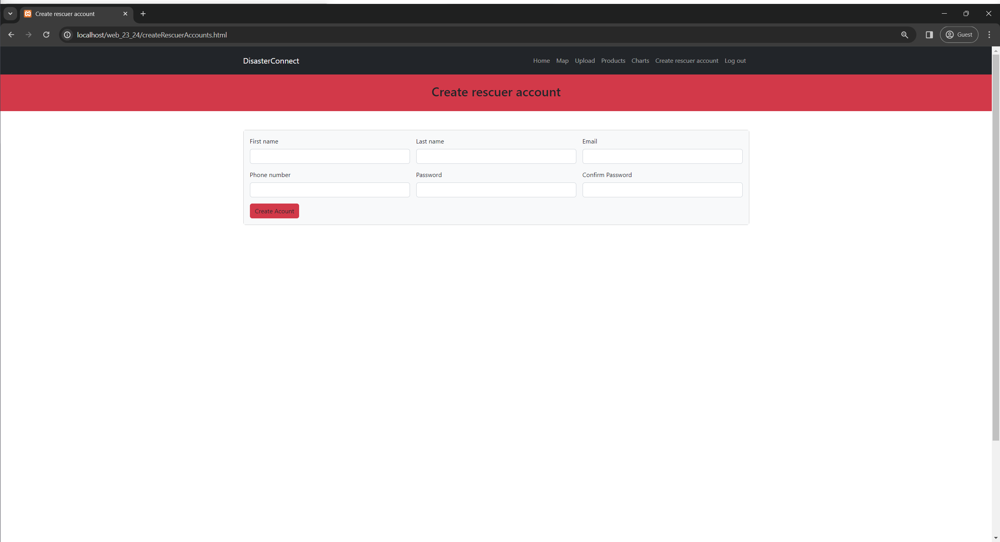 Create rescuer account
localhost/web_23_24/createRescuerAccounts.html
Guest
DisasterConnect
Home Map Upload Products Charts Create rescuer account Log out
Create rescuer account
First name Last name Email
Phone number Password Confirm Password
Create Acount